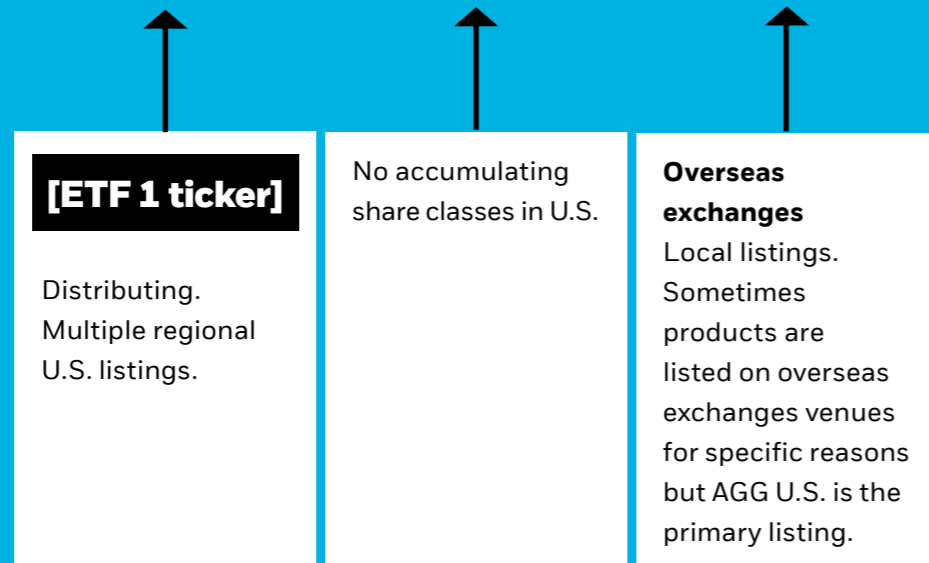 [ETF 1 ticker]
Distributing.
Multiple regional
U.S. listings.
No accumulating
share classes in U.S.
Overseas
exchanges
Local listings.
Sometimes
products are
listed on overseas
exchanges venues
for specific reasons
but AGG U.S. is the
primary listing.